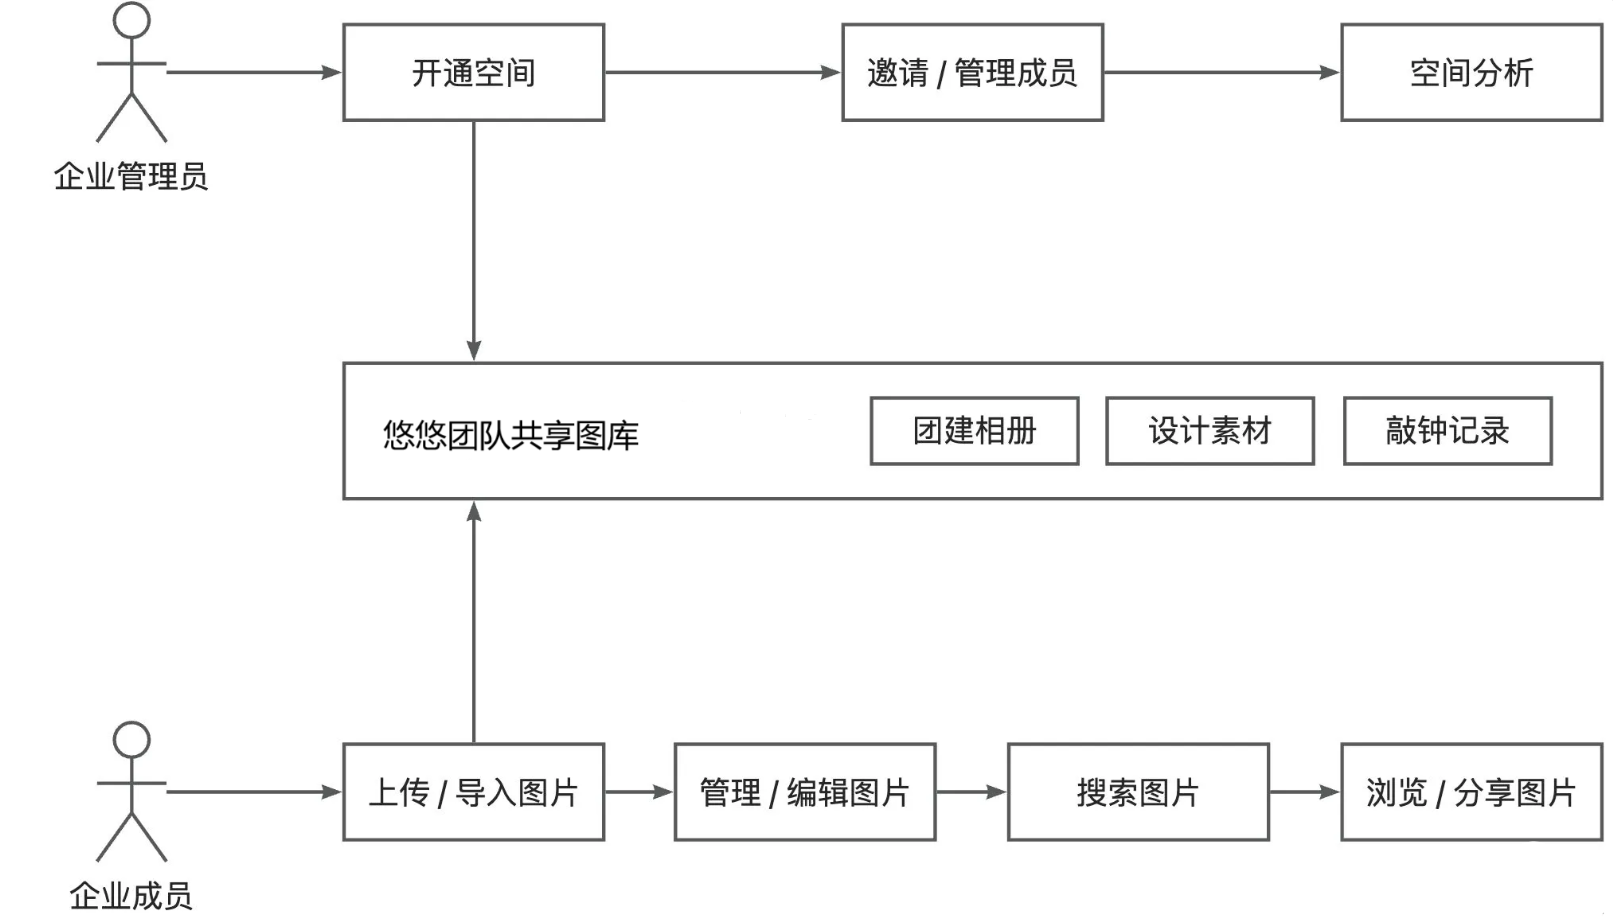 开通空间
邀请 / 管理成员
空间分析
企业管理员
悠悠团队共享图库
团建相册
设计素材
敲钟记录
上传 / 导入图片
管理 / 编辑图片
搜索图片
浏览 / 分享图片
企业成员